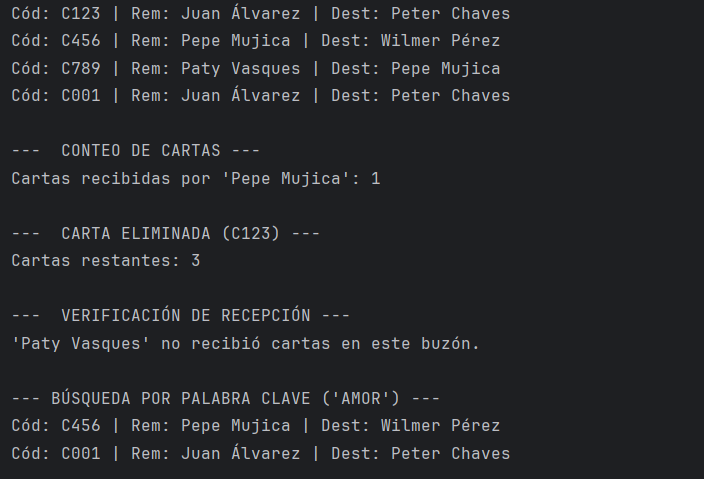 Cód: C123 | Rem: Juan Álvarez | Dest: Peter Chaves
Cód: C456 | Rem: Pepe Mujica | Dest: Wilmer Pérez
Cód: C789 | Rem: Paty Vasques | Dest: Pepe Mujica
Cód: C001 | Rem: Juan Álvarez | Dest: Peter Chaves
---  CONTEO DE CARTAS ---
Cartas recibidas por 'Pepe Mujica': 1
---  CARTA ELIMINADA (C123) ---
Cartas restantes: 3
---  VERIFICACIÓN DE RECEPCIÓN ---
'Paty Vasques' no recibió cartas en este buzón.
--- BÚSQUEDA POR PALABRA CLAVE ('AMOR') ---
Cód: C456 | Rem: Pepe Mujica | Dest: Wilmer Pérez
Cód: C001 | Rem: Juan Álvarez | Dest: Peter Chaves